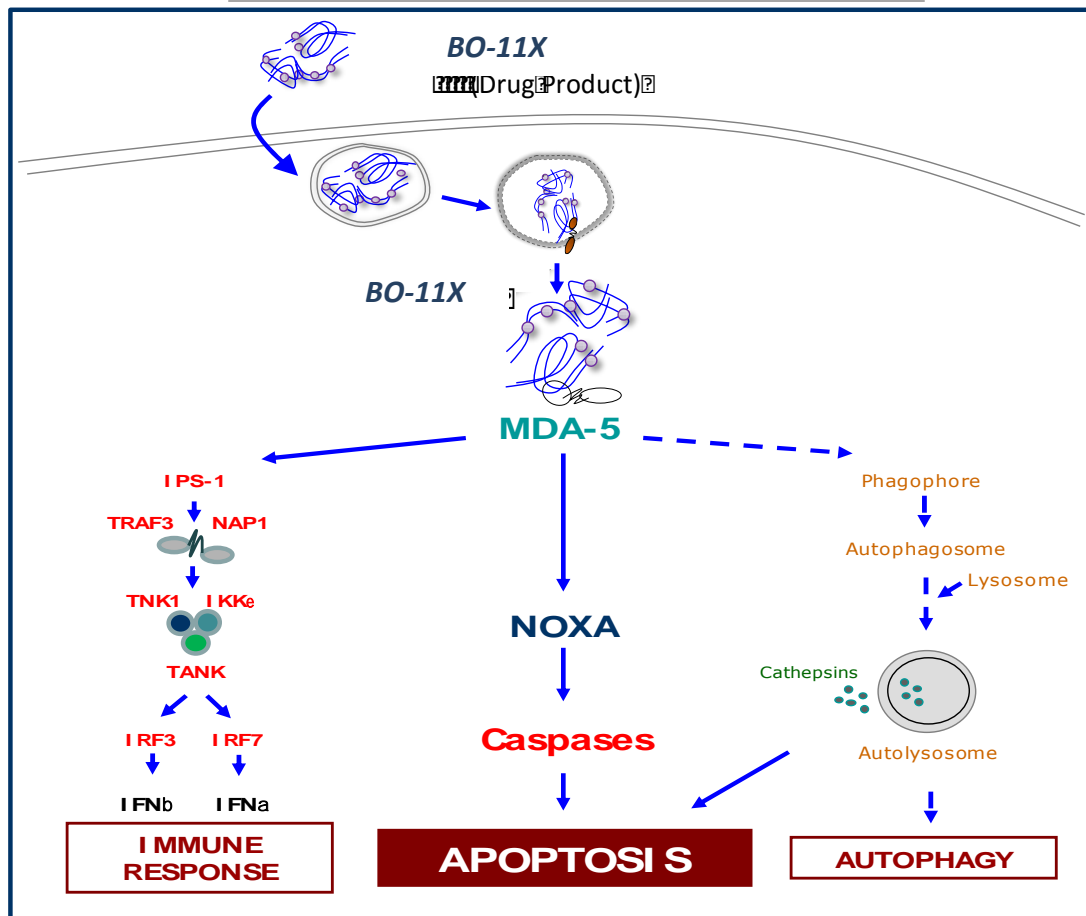 BO-11X
(Drug Product)
BO-11X
MDA-5
IPS-1
TRAF3 NAP1
TNK1 IKKe
TANK
IRF3 IRF7
IFNb IFNa
IMMUNE
RESPONSE
NOXA
Caspases
APOPTOSIS
Phagophore
Autophagosome
Lysosome
Cathepsins
Autolysosome
AUTOPHAGY